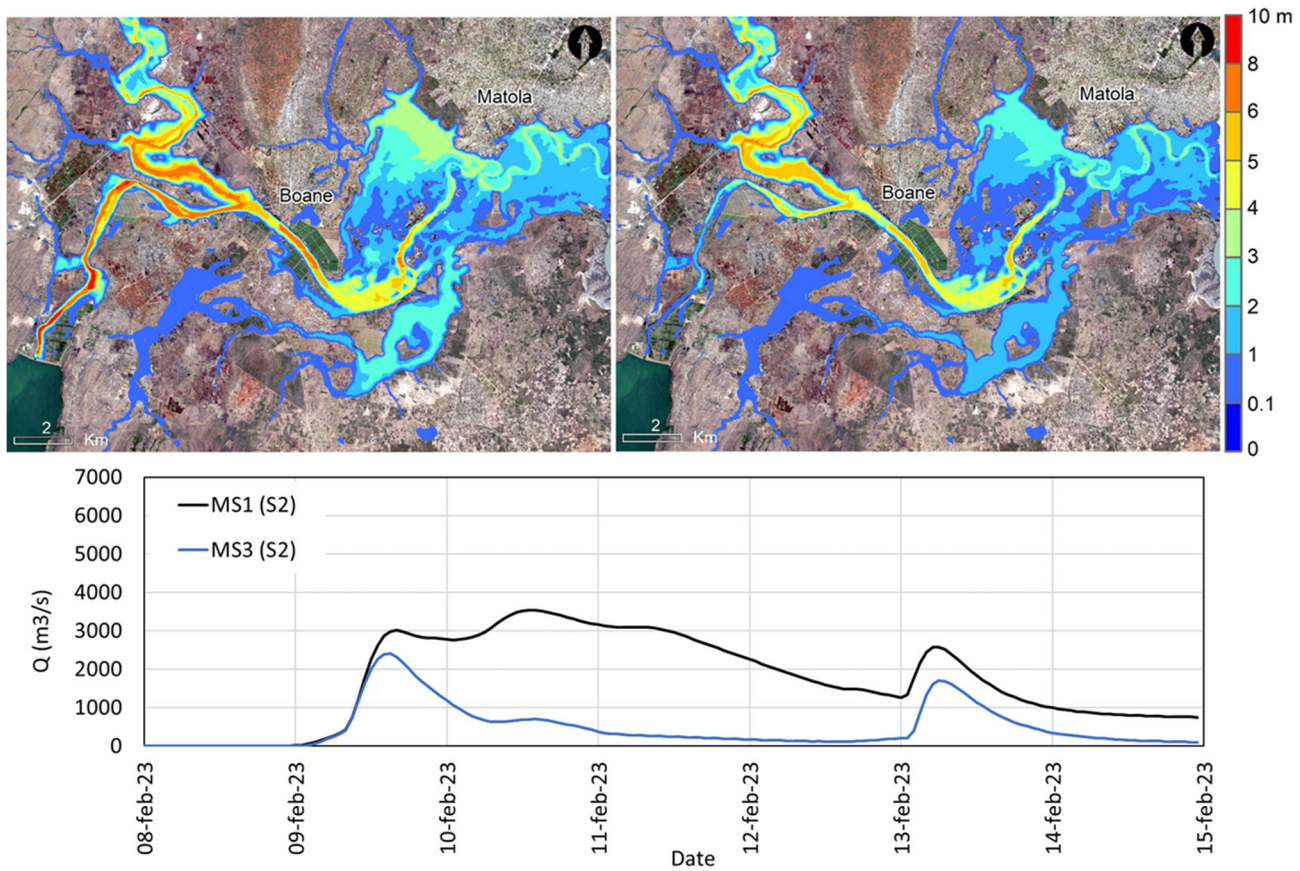 Matola
Boane
2
Km
Matola
Boane
2
Km
10 m
8
6
5
4
3
2
1
0.1
0
7000
6000
5000
4000
3000
2000
1000
0
Q (m3/s)
MS1 (S2)
MS3 (S2)
08-feb-23
09-feb-23
10-feb-23
11-feb-23
12-feb-23
13-feb-23
14-feb-23
15-feb-23
Date